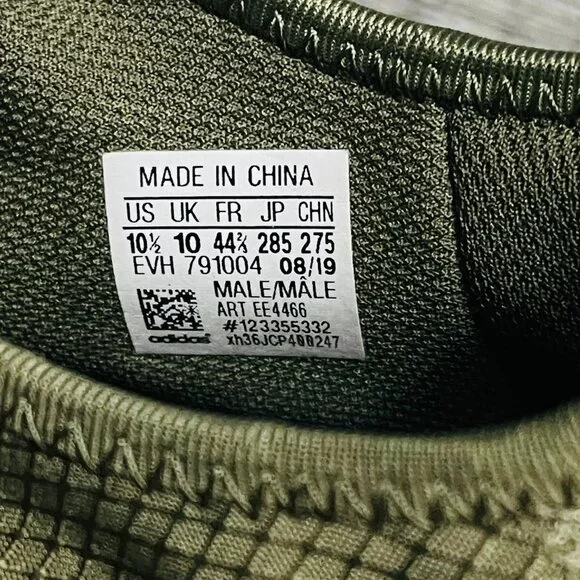 MADE IN CHINA
US UK FR JP CHN
10½ 10 44⅔ 285 275
EVH 791004 08/19
MALE/MÂLE
ART EE4466
#123355332
adidas xh36JCP400247